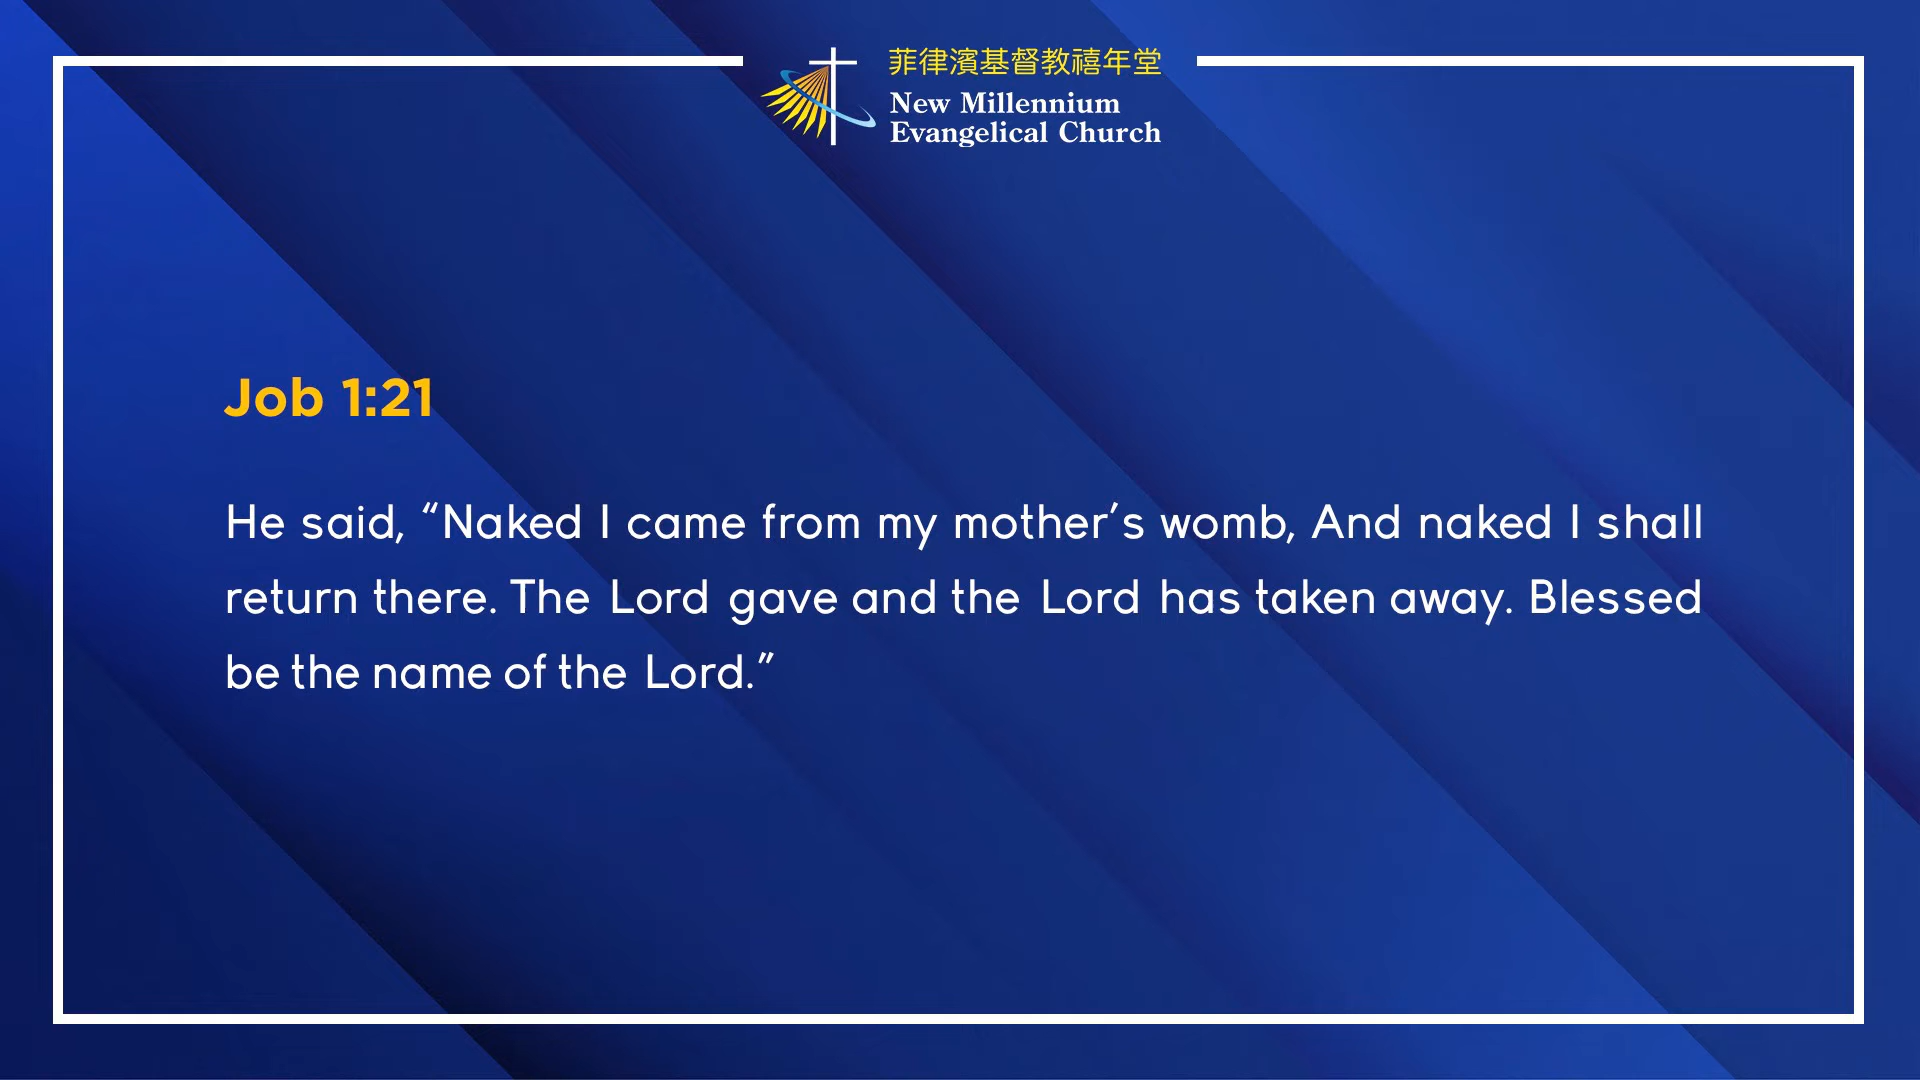 菲律濱基督教禧年堂
New Millennium
Evangelical Church
Job 1:21
He said, “Naked I came from my mother’s womb, And naked I shall
return there. The Lord gave and the Lord has taken away. Blessed
be the name of the Lord.”